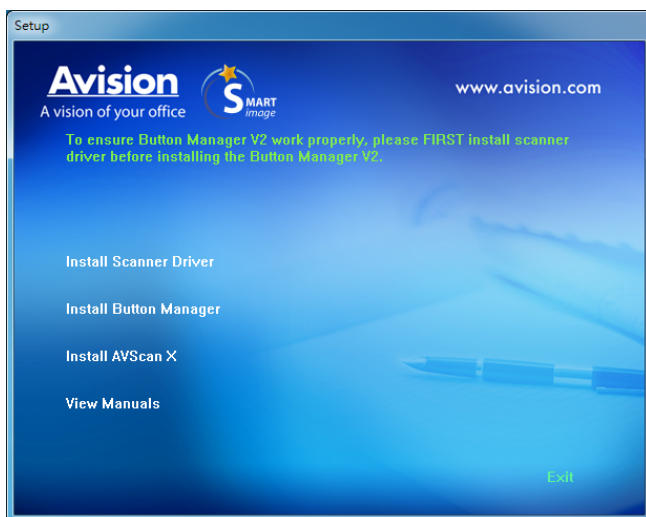 Setup
Avision
A vision of your office
SMART
image
www.avision.com
To ensure Button Manager V2 work properly, please FIRST install scanner
driver before installing the Button Manager V2.
Install Scanner Driver
Install Button Manager
Install AVScan X
View Manuals
Exit